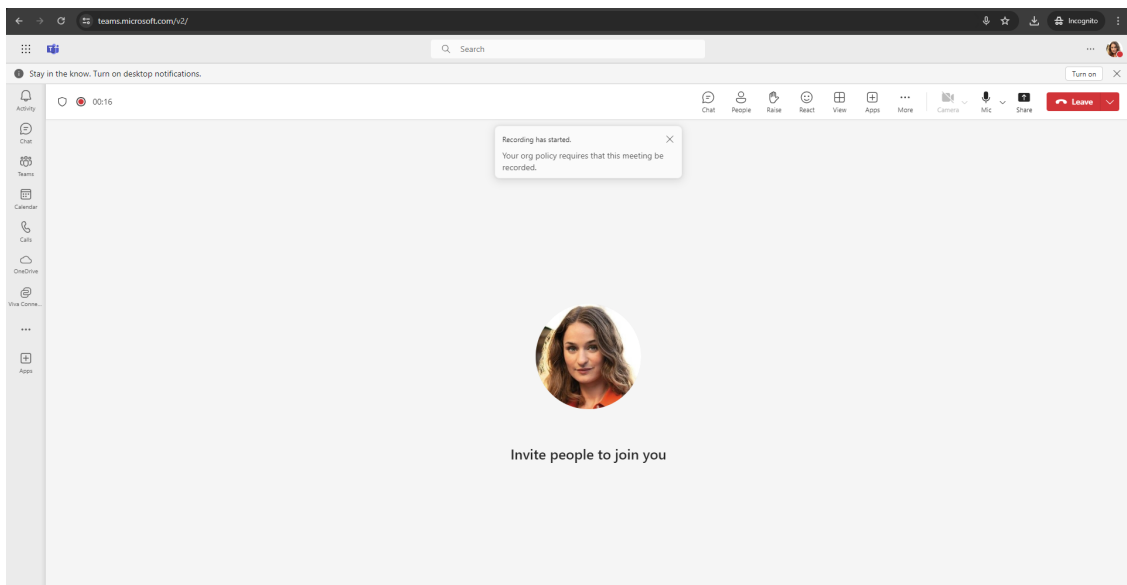 teams.microsoft.com/v2/
Incognito
Search
Stay in the know. Turn on desktop notifications.
Turn on
Activity
Chat
Teams
Calendar
Calls
OneDrive
Viva Conne...
Apps
00:16
Chat
People
Raise
React
View
Apps
More
Camera
Mic
Share
Leave
Recording has started.
Your org policy requires that this meeting be
recorded.
Invite people to join you